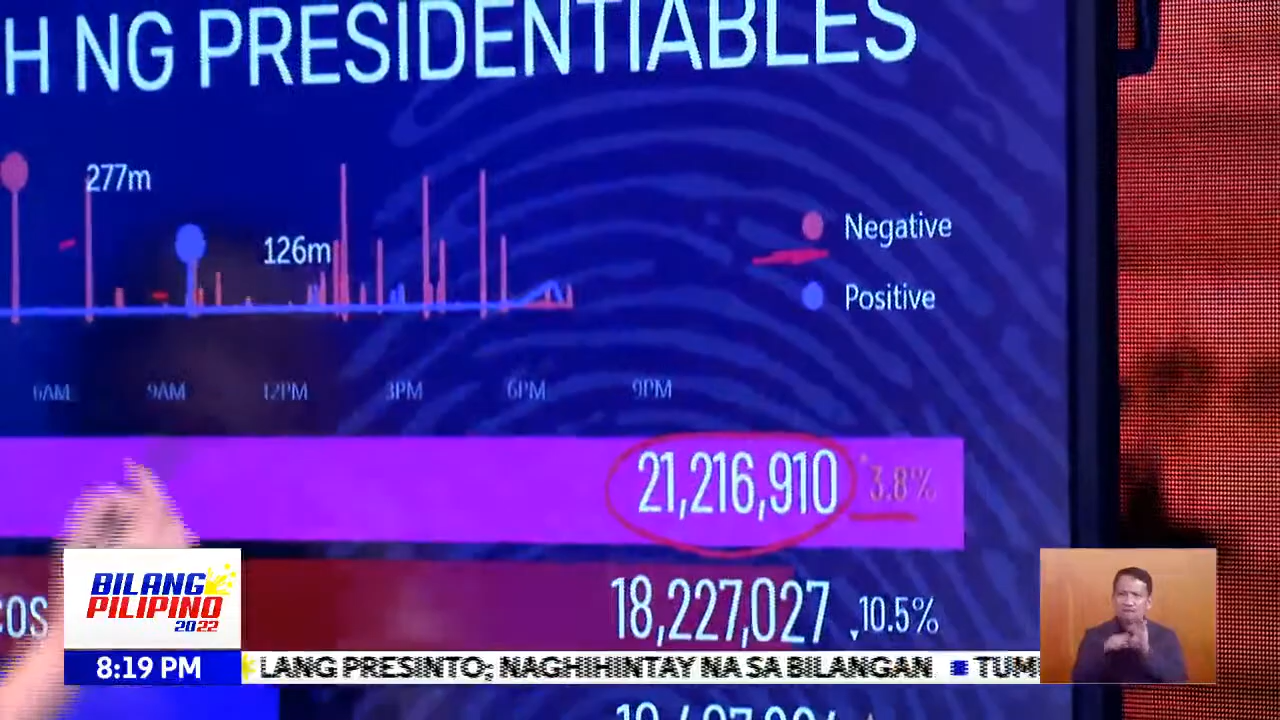 H NG PRESIDENTIABLES
277m
126m
Negative
Positive
6AM 9AM 12PM 3PM 6PM 9PM
21,216,910 3.8%
COS 18,227,027 10.5%
BILANG
PILIPINO
2022
8:19 PM LANG PRESINTO; NAGHIHINTAY NA SA BILANGAN TUM